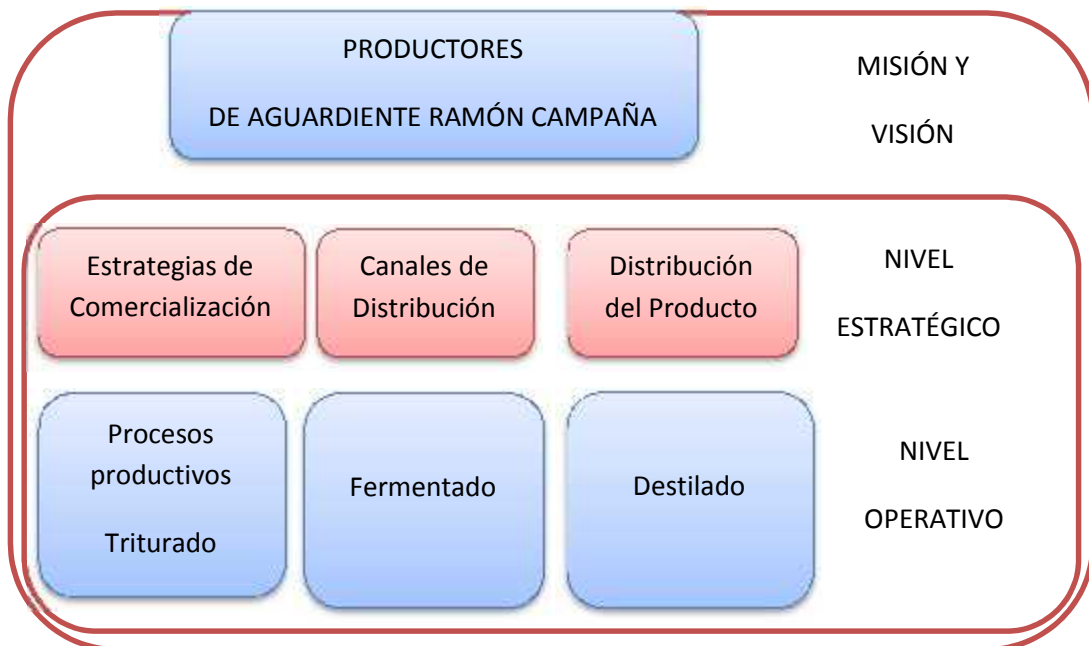 PRODUCTORES
DE AGUARDIENTE RAMÓN CAMPAÑA
MISIÓN Y
VISIÓN
Estrategias de
Comercialización
Canales de
Distribución
Distribución
del Producto
NIVEL
ESTRATÉGICO
Procesos
productivos
Triturado
Fermentado
Destilado
NIVEL
OPERATIVO